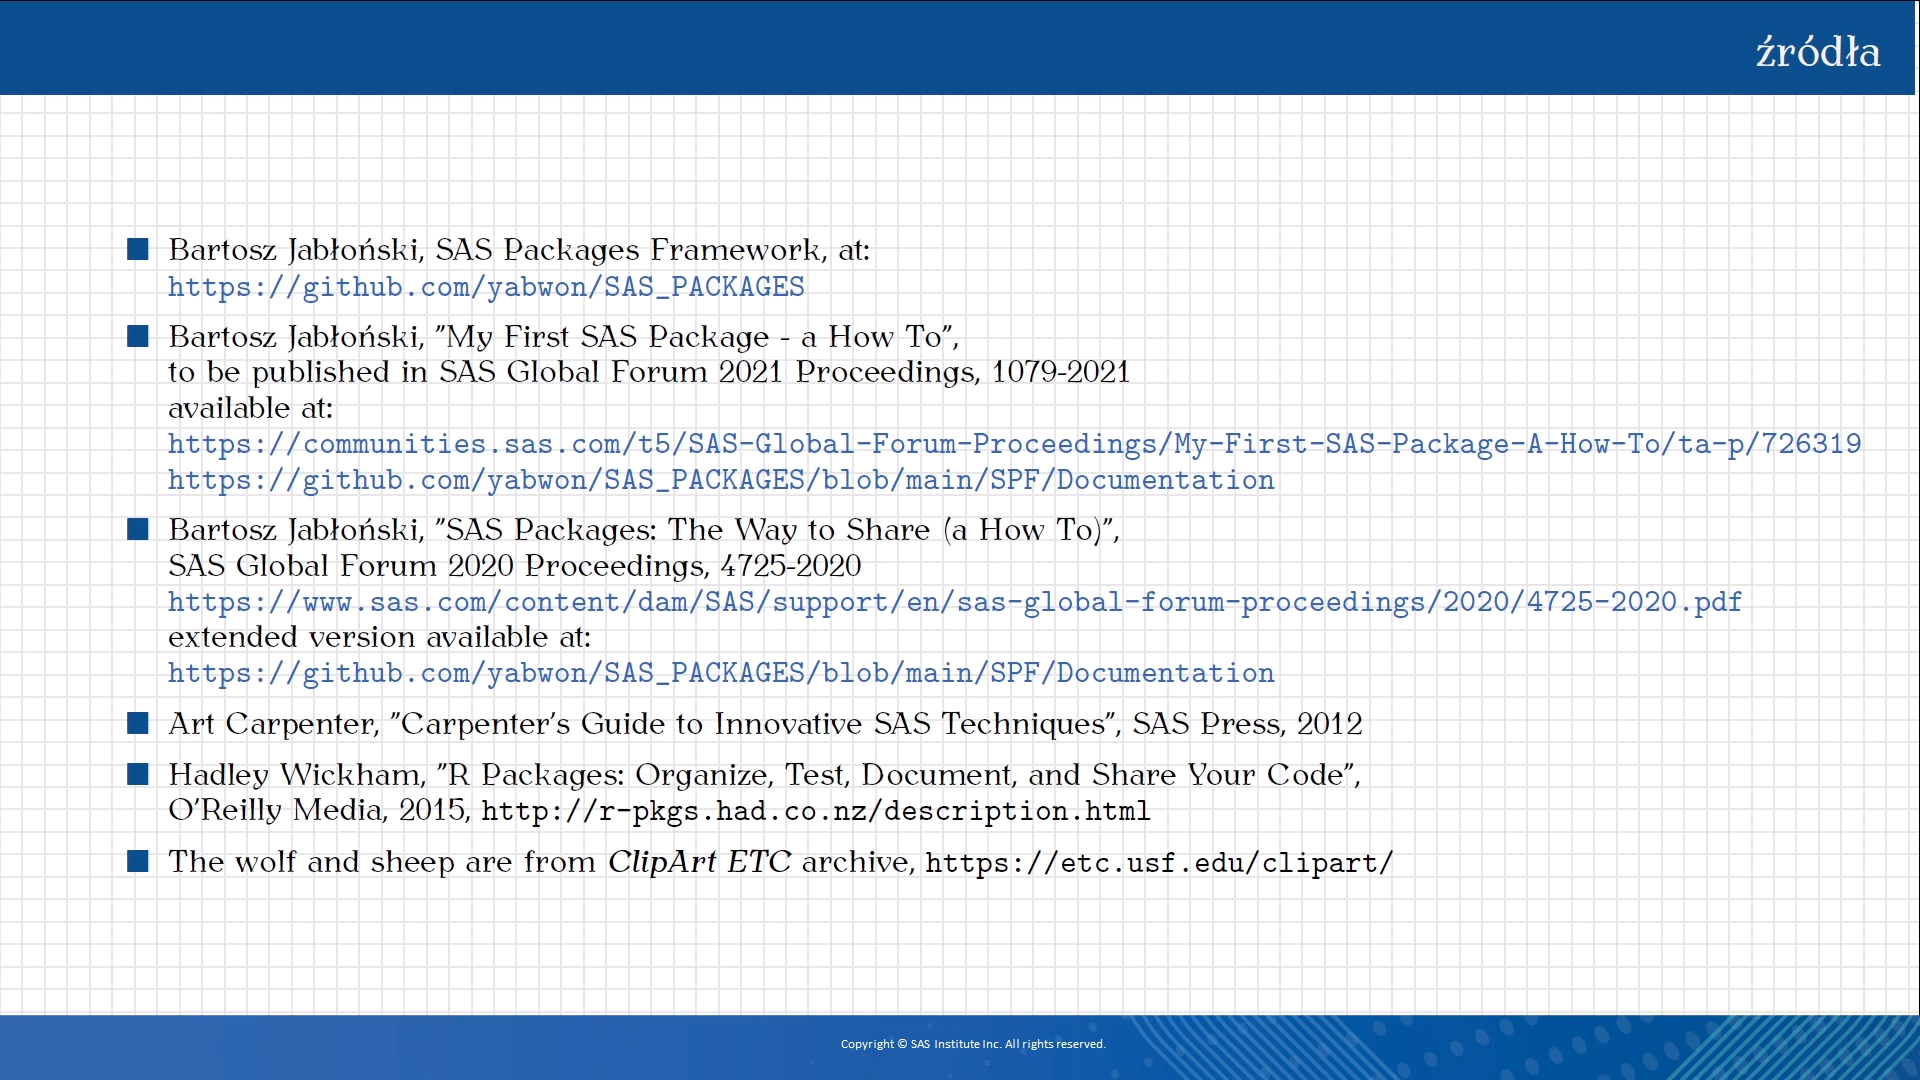 źródła
Bartosz Jabłoński, SAS Packages Framework, at:
https://github.com/yabwon/SAS_PACKAGES
Bartosz Jabłoński, ”My First SAS Package - a How To”,
to be published in SAS Global Forum 2021 Proceedings, 1079-2021
available at:
https://communities.sas.com/t5/SAS-Global-Forum-Proceedings/My-First-SAS-Package-A-How-To/ta-p/726319
https://github.com/yabwon/SAS_PACKAGES/blob/main/SPF/Documentation
Bartosz Jabłoński, ”SAS Packages: The Way to Share (a How To)”,
SAS Global Forum 2020 Proceedings, 4725-2020
https://www.sas.com/content/dam/SAS/support/en/sas-global-forum-proceedings/2020/4725-2020.pdf
extended version available at:
https://github.com/yabwon/SAS_PACKAGES/blob/main/SPF/Documentation
Art Carpenter, ”Carpenter’s Guide to Innovative SAS Techniques”, SAS Press, 2012
Hadley Wickham, ”R Packages: Organize, Test, Document, and Share Your Code”,
O’Reilly Media, 2015, http://r-pkgs.had.co.nz/description.html
The wolf and sheep are from ClipArt ETC archive, https://etc.usf.edu/clipart/
Copyright © SAS Institute Inc. All rights reserved.